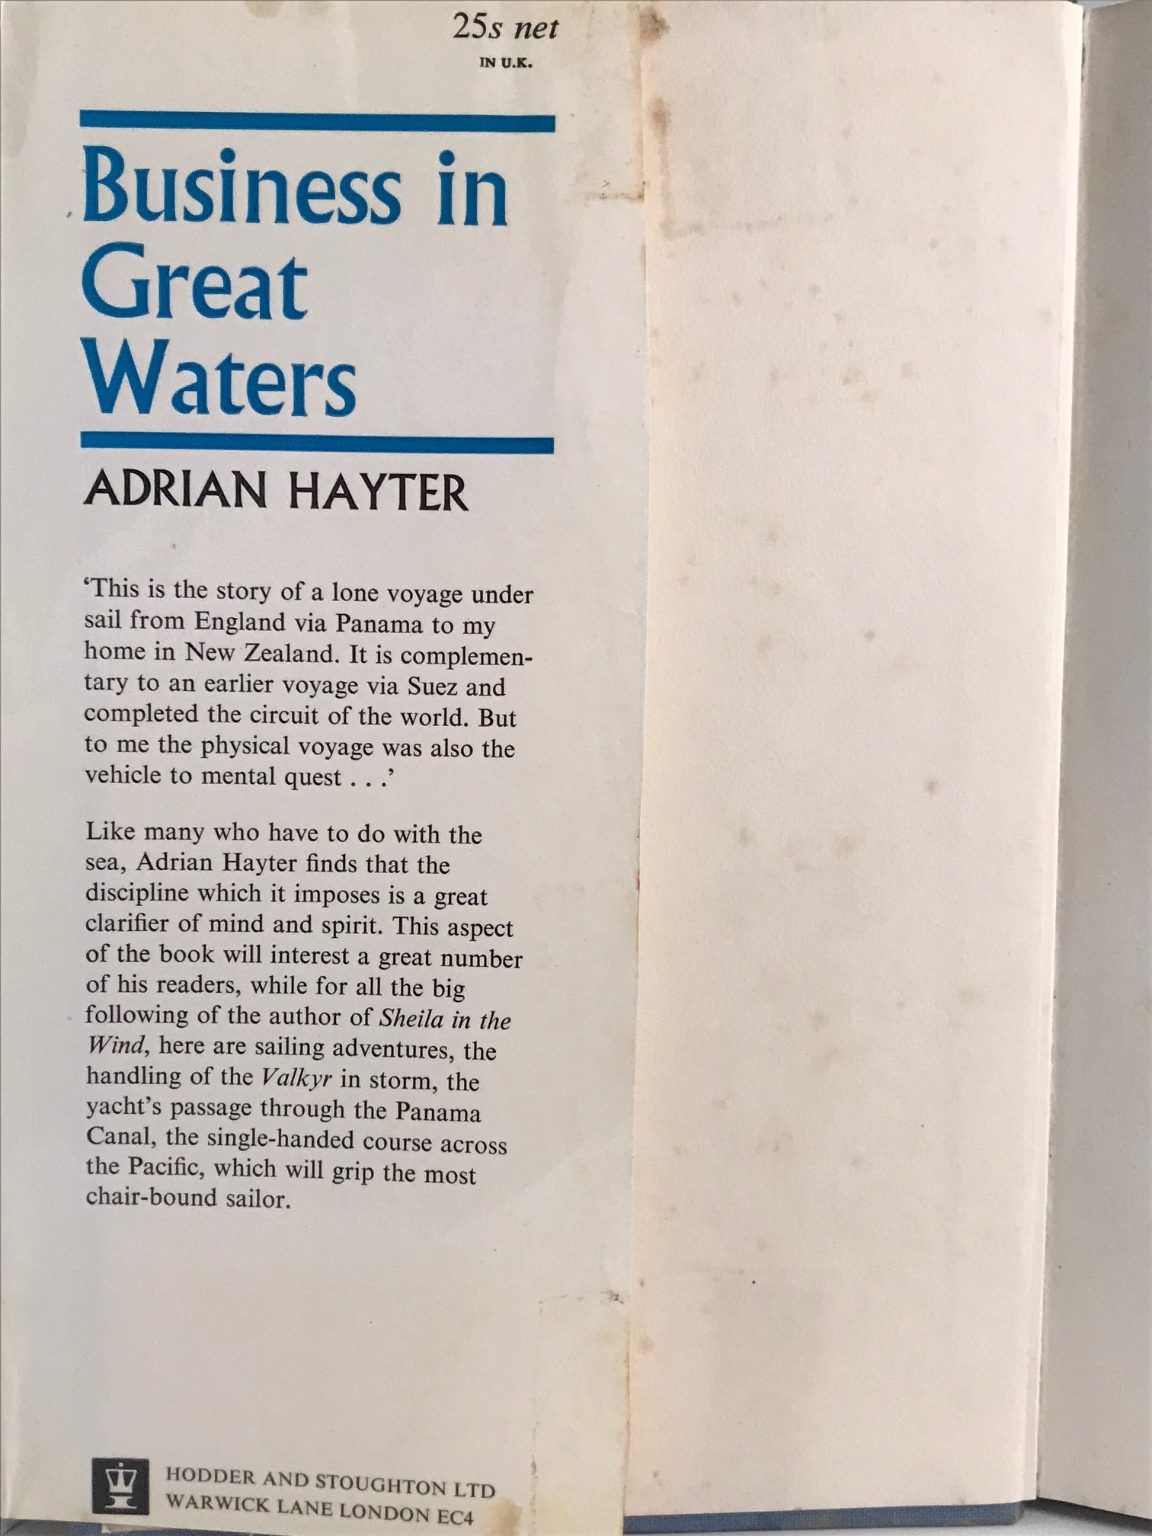 25s net
IN U.K.
Business in
Great
Waters
ADRIAN HAYTER
‘This is the story of a lone voyage under
sail from England via Panama to my
home in New Zealand. It is complemen-
tary to an earlier voyage via Suez and
completed the circuit of the world. But
to me the physical voyage was also the
vehicle to mental quest . . .’
Like many who have to do with the
sea, Adrian Hayter finds that the
discipline which it imposes is a great
clarifier of mind and spirit. This aspect
of the book will interest a great number
of his readers, while for all the big
following of the author of Sheila in the
Wind, here are sailing adventures, the
handling of the Valkyr in storm, the
yacht’s passage through the Panama
Canal, the single-handed course across
the Pacific, which will grip the most
chair-bound sailor.
HODDER AND STOUGHTON LTD
WARWICK LANE LONDON EC4